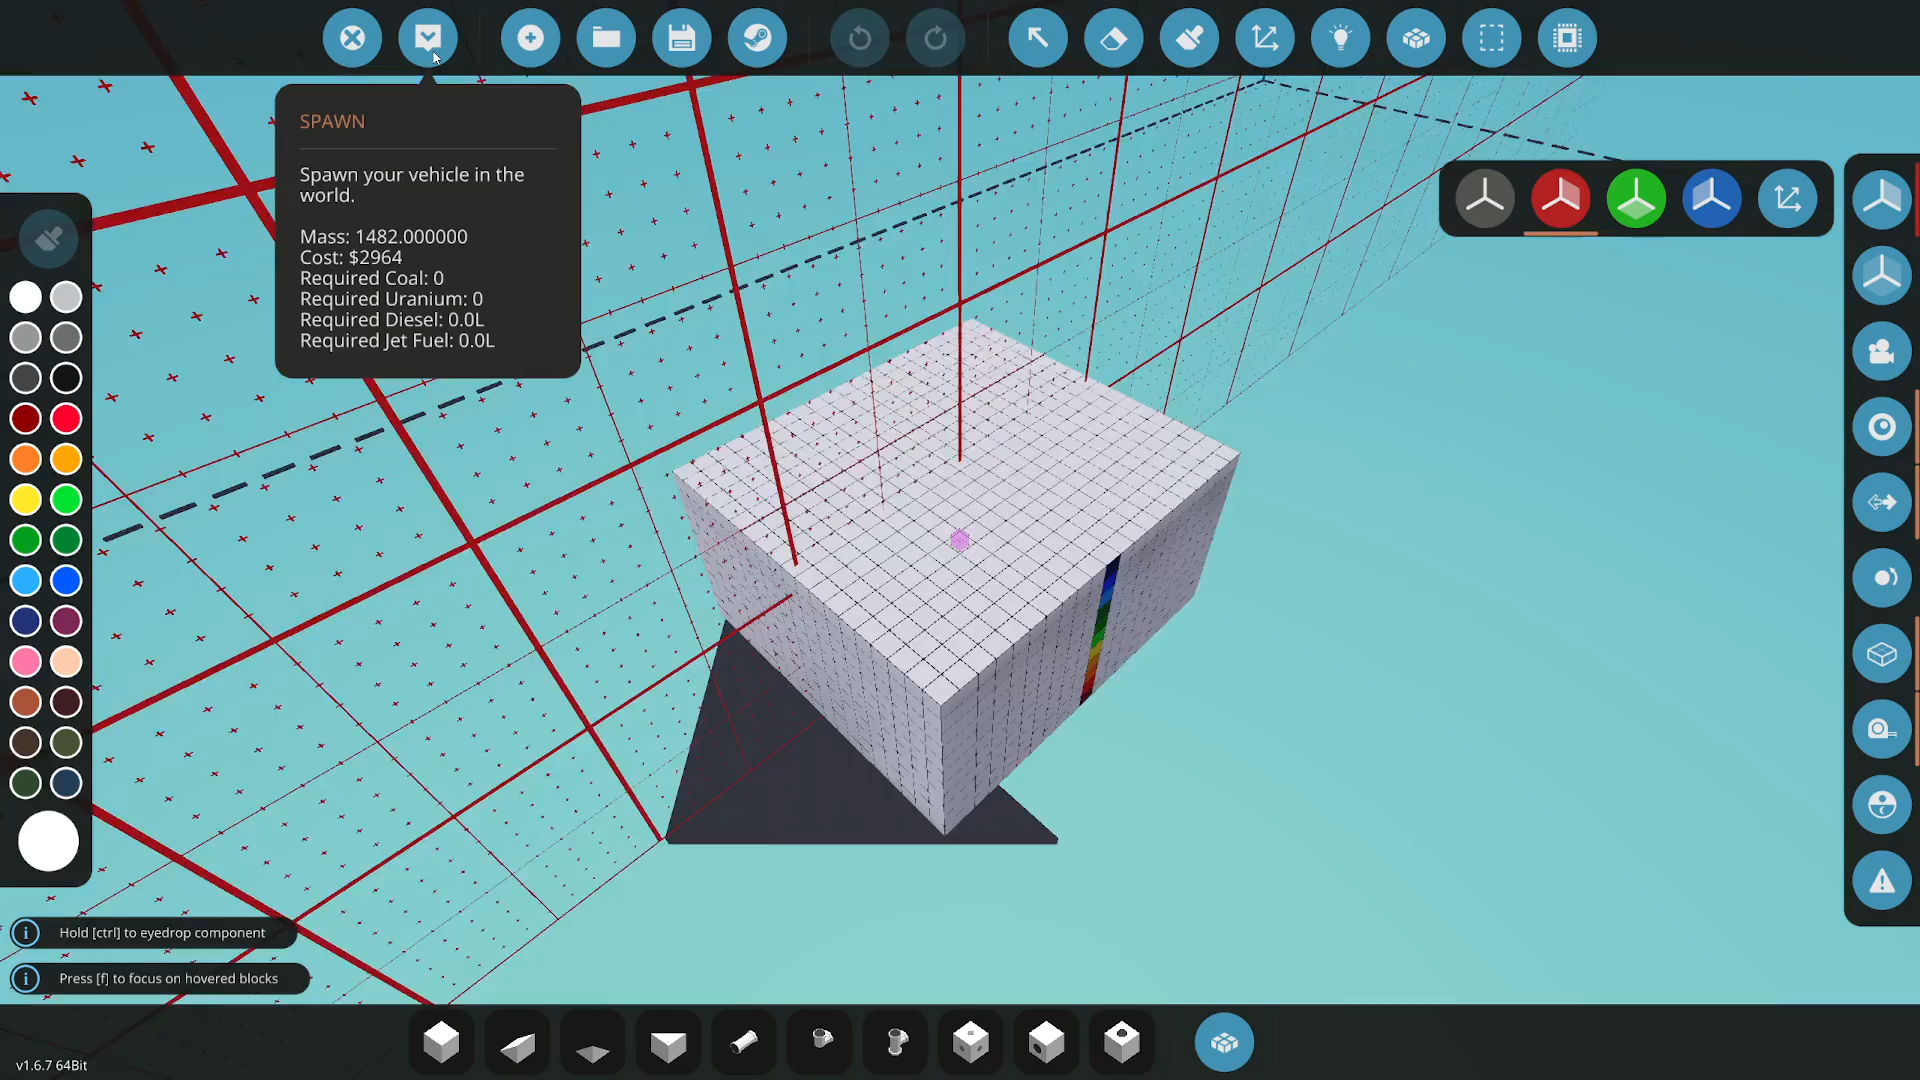 SPAWN
Spawn your vehicle in the
world.
Mass: 1482.000000
Cost: $2964
Required Coal: 0
Required Uranium: 0
Required Diesel: 0.0L
Required Jet Fuel: 0.0L
Hold [ctrl] to eyedrop component
Press [f] to focus on hovered blocks
v1.6.7 64Bit